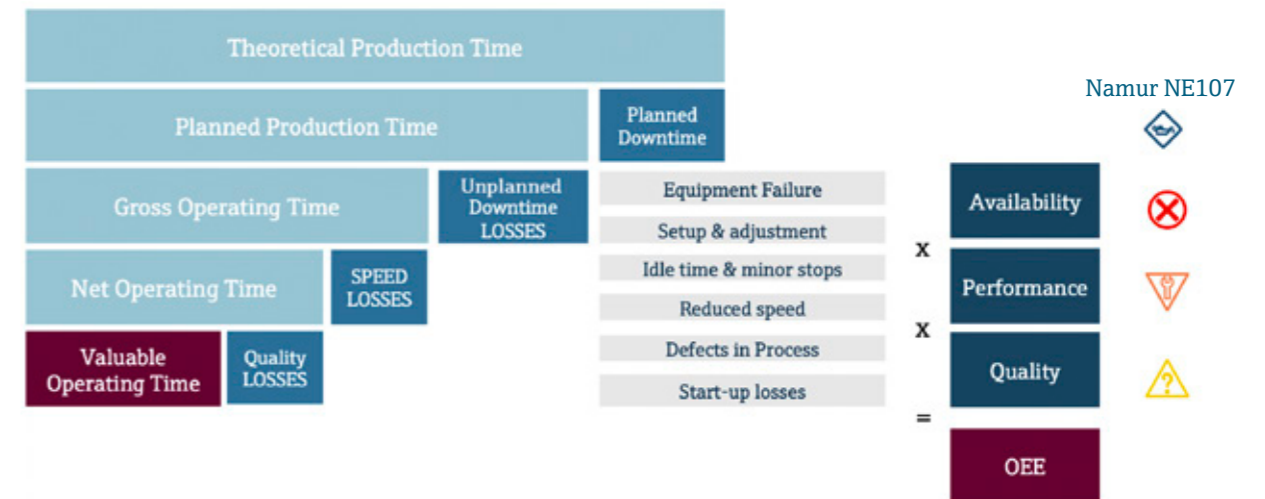 Theoretical Production Time
Namur NE107
Planned Production Time
Planned
Downtime
Gross Operating Time
Unplanned
Downtime
LOSSES
Equipment Failure
Setup & adjustment
Availability
x
Net Operating Time
SPEED
LOSSES
Idle time & minor stops
Reduced speed
Performance
x
Valuable
Operating Time
Quality
LOSSES
Defects in Process
Start-up losses
Quality
?
=
OEE